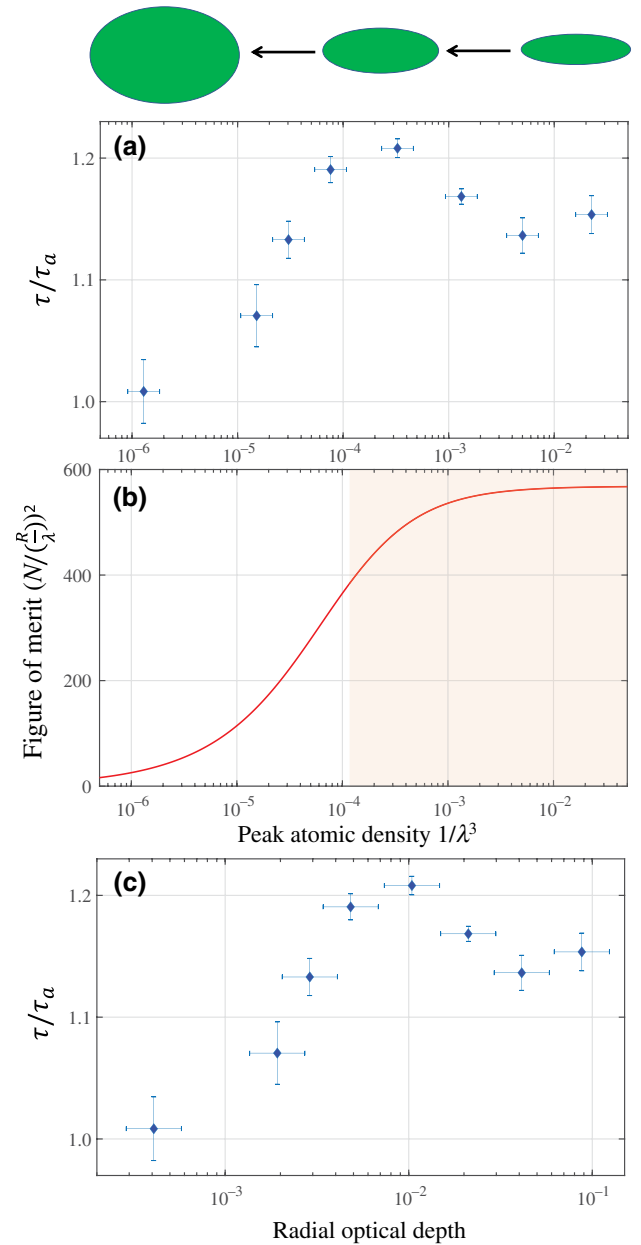 (a)
1.2
1.1
1.0
τ/τₐ
10⁻⁶ 10⁻⁵ 10⁻⁴ 10⁻³ 10⁻²
(b)
600
400
200
0
Figure of merit (N/(R/λ))²
10⁻⁶ 10⁻⁵ 10⁻⁴ 10⁻³ 10⁻²
Peak atomic density 1/λ³
(c)
1.2
1.1
1.0
τ/τₐ
10⁻³ 10⁻² 10⁻¹
Radial optical depth